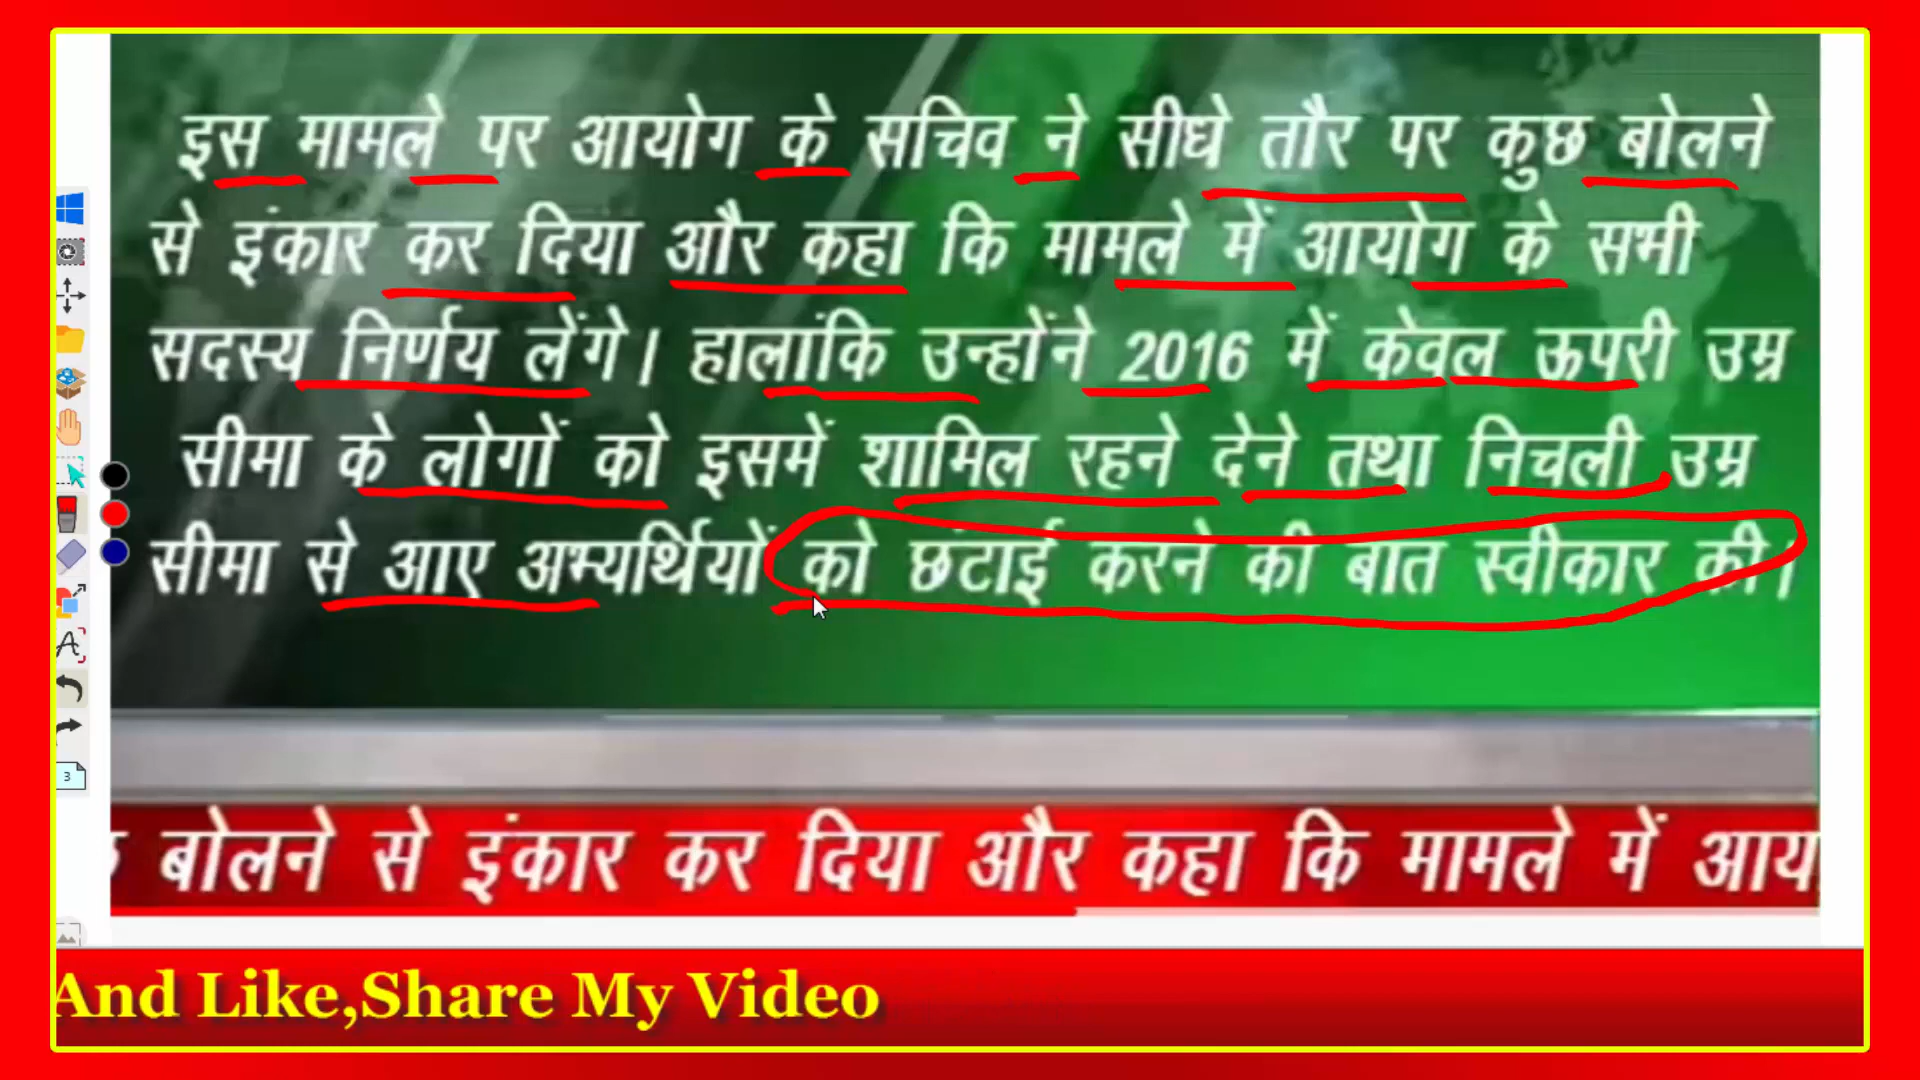 इस मामले पर आयोग के सचिव ने सीधे तौर पर कुछ बोलने
से इंकार कर दिया और कहा कि मामले में आयोग के सभी
सदस्य निर्णय लेंगे। हालांकि उन्होंने 2016 में केवल ऊपरी उम्र
सीमा के लोगों को इसमें शामिल रहने देने तथा निचली उम्र
सीमा से आए अभ्यर्थियों को छंटाई करने की बात स्वीकार की।
3
बोलने से इंकार कर दिया और कहा कि मामले में आय
And Like,Share My Video